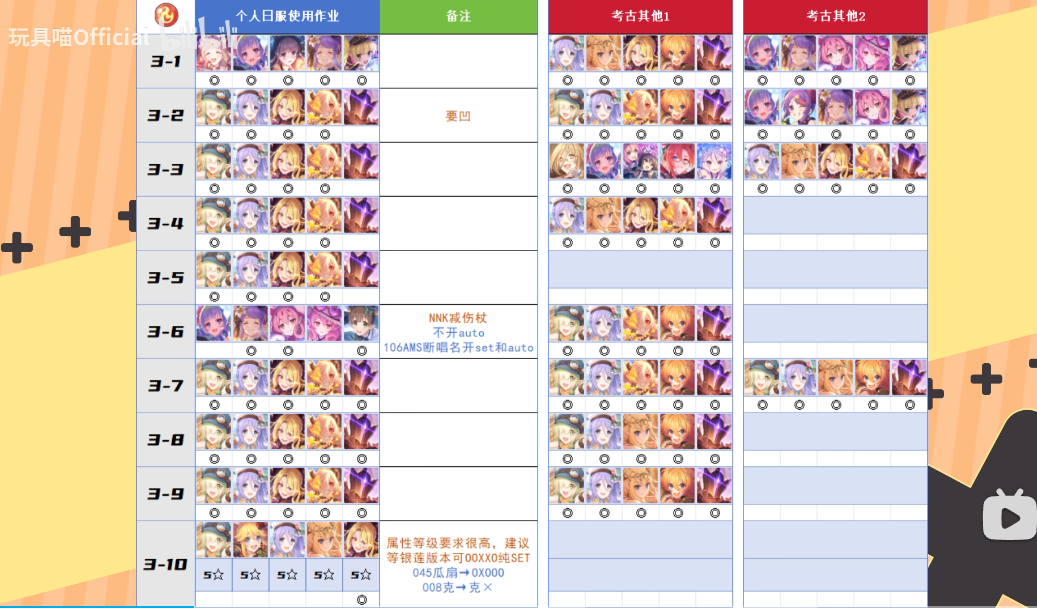 个人日服使用作业
备注
考古其他1
考古其他2
玩具喵Official
3-1
◎ ◎ ◎ ◎ ◎
◎ ◎ ◎ ◎ ◎
◎ ◎ ◎ ◎ ◎
3-2
要凹
◎ ◎ ◎ ◎
◎ ◎ ◎ ◎ ◎
◎ ◎ ◎ ◎ ◎
3-3
◎ ◎ ◎ ◎
◎ ◎ ◎ ◎ ◎
◎ ◎ ◎ ◎ ◎
3-4
◎ ◎ ◎ ◎
◎ ◎ ◎ ◎ ◎
3-5
◎ ◎ ◎ ◎
3-6
NNK减伤杖
不开auto
106AMS断唱名开set和auto
◎ ◎ ◎
◎ ◎ ◎ ◎ ◎
3-7
◎ ◎ ◎ ◎ ◎
◎ ◎ ◎ ◎ ◎
◎ ◎ ◎ ◎ ◎
3-8
◎ ◎ ◎ ◎ ◎
◎ ◎ ◎ ◎ ◎
3-9
◎ ◎ ◎ ◎ ◎
◎ ◎ ◎ ◎ ◎
3-10
5☆ 5☆ 5☆ 5☆ 5☆
◎
属性等级要求很高，建议
等银莲版本可OOXXO纯SET
045瓜扇→OXOOO
008克→克×